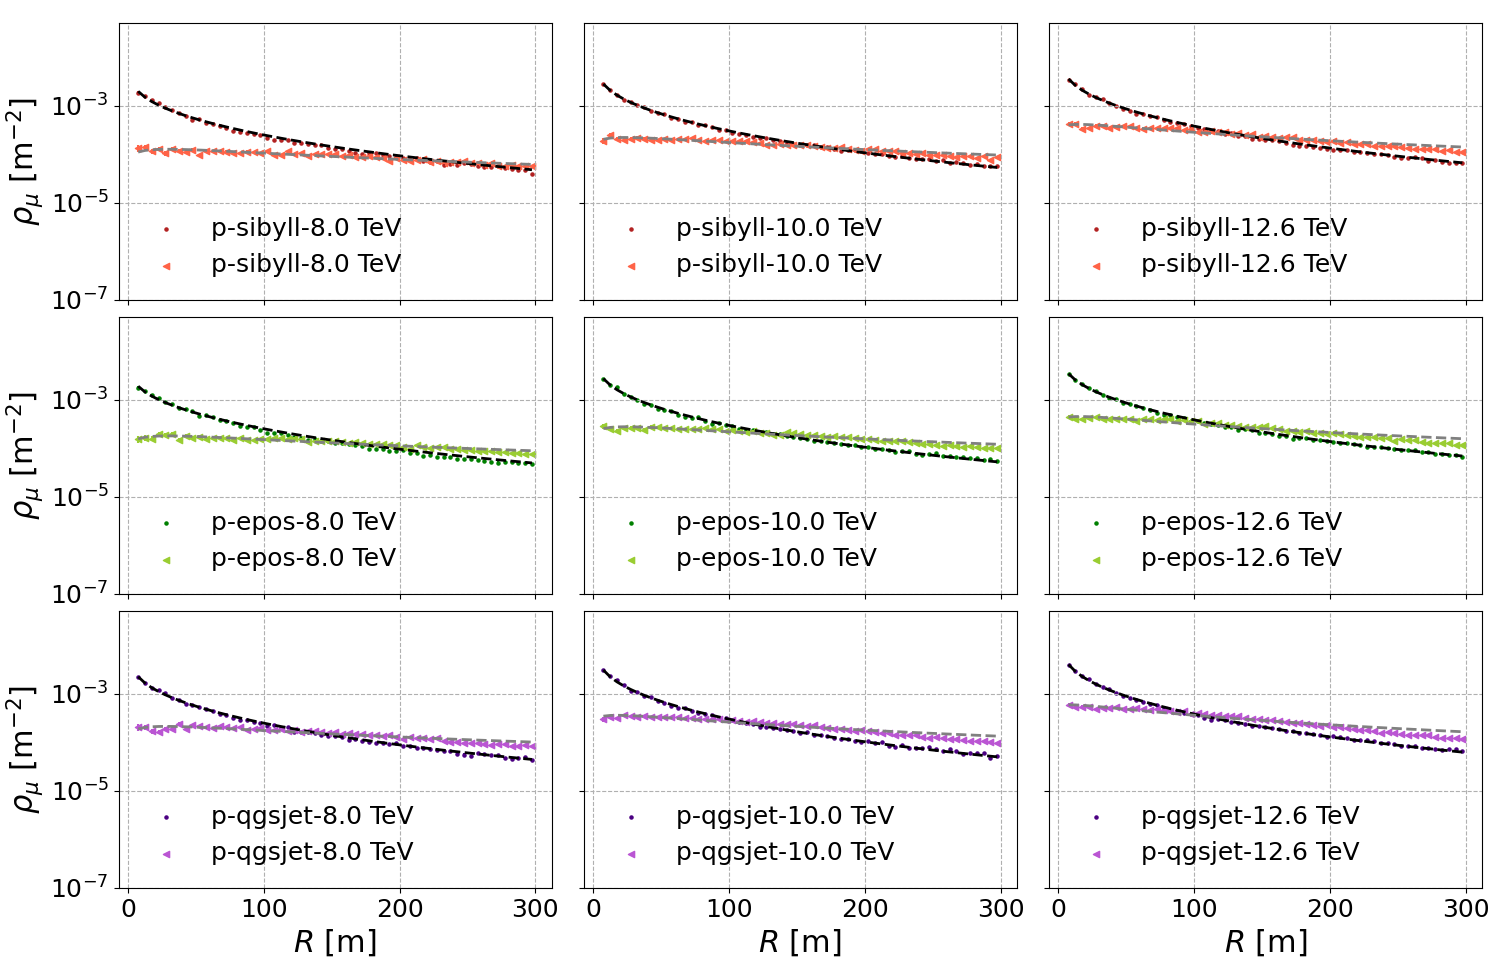 ρμ [m−2]
10−3
10−5
10−7
p-sibyll-8.0 TeV
p-sibyll-8.0 TeV
p-sibyll-10.0 TeV
p-sibyll-10.0 TeV
p-sibyll-12.6 TeV
p-sibyll-12.6 TeV
ρμ [m−2]
10−3
10−5
10−7
p-epos-8.0 TeV
p-epos-8.0 TeV
p-epos-10.0 TeV
p-epos-10.0 TeV
p-epos-12.6 TeV
p-epos-12.6 TeV
ρμ [m−2]
10−3
10−5
10−7
p-qgsjet-8.0 TeV
p-qgsjet-8.0 TeV
p-qgsjet-10.0 TeV
p-qgsjet-10.0 TeV
p-qgsjet-12.6 TeV
p-qgsjet-12.6 TeV
0 100 200 300
0 100 200 300
0 100 200 300
R [m]
R [m]
R [m]